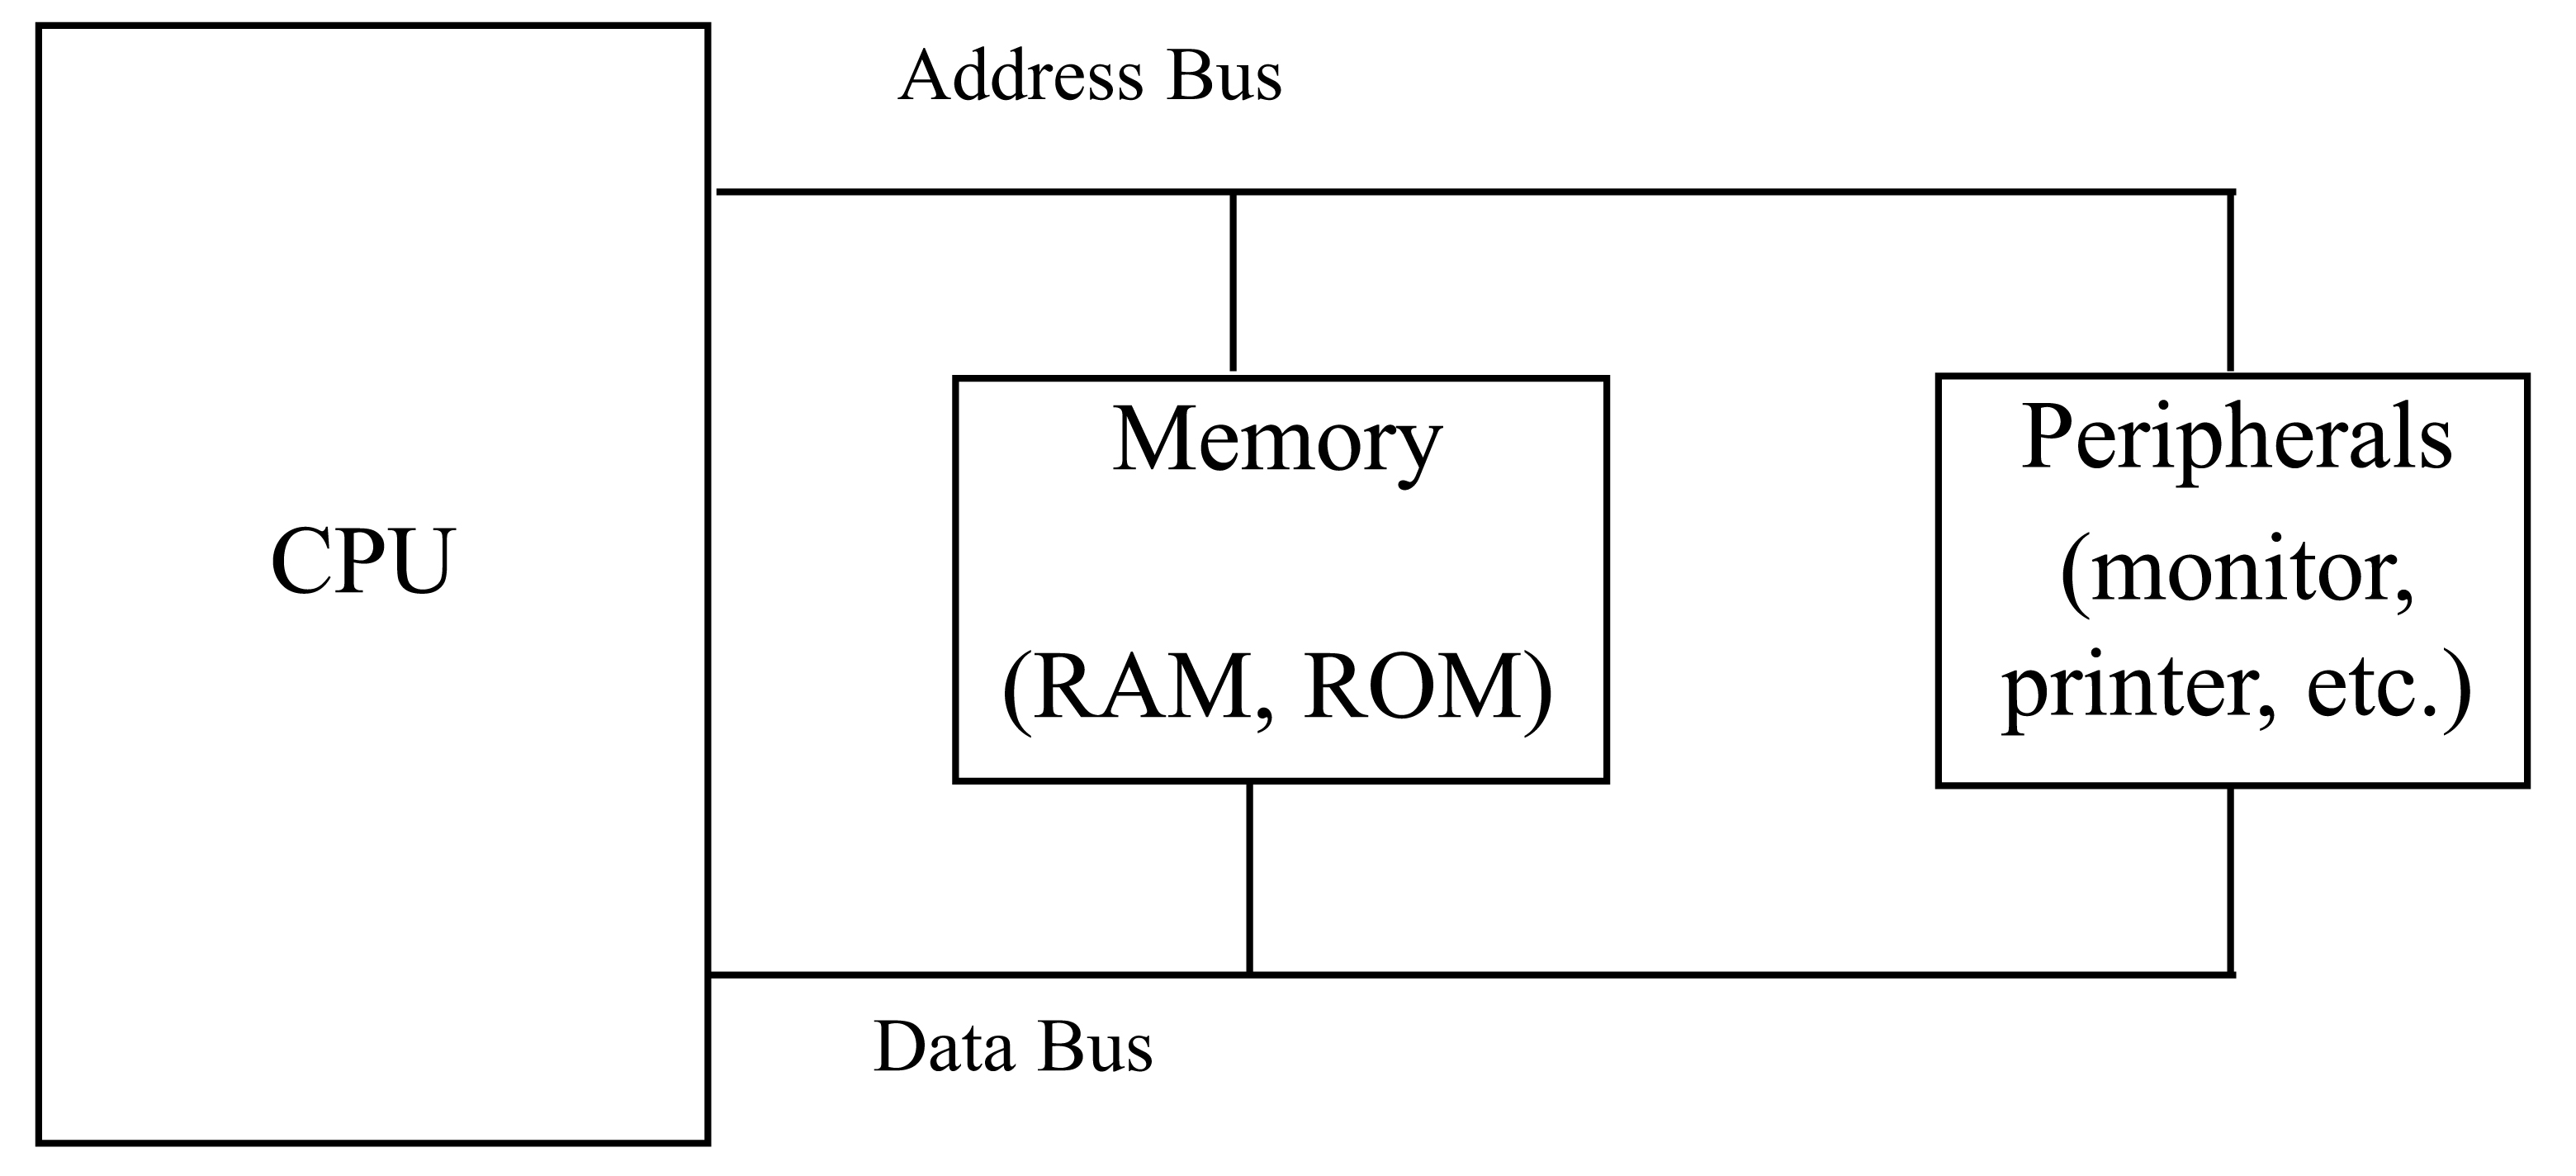 Address Bus
CPU
Memory
(RAM, ROM)
Peripherals
(monitor,
printer, etc.)
Data Bus